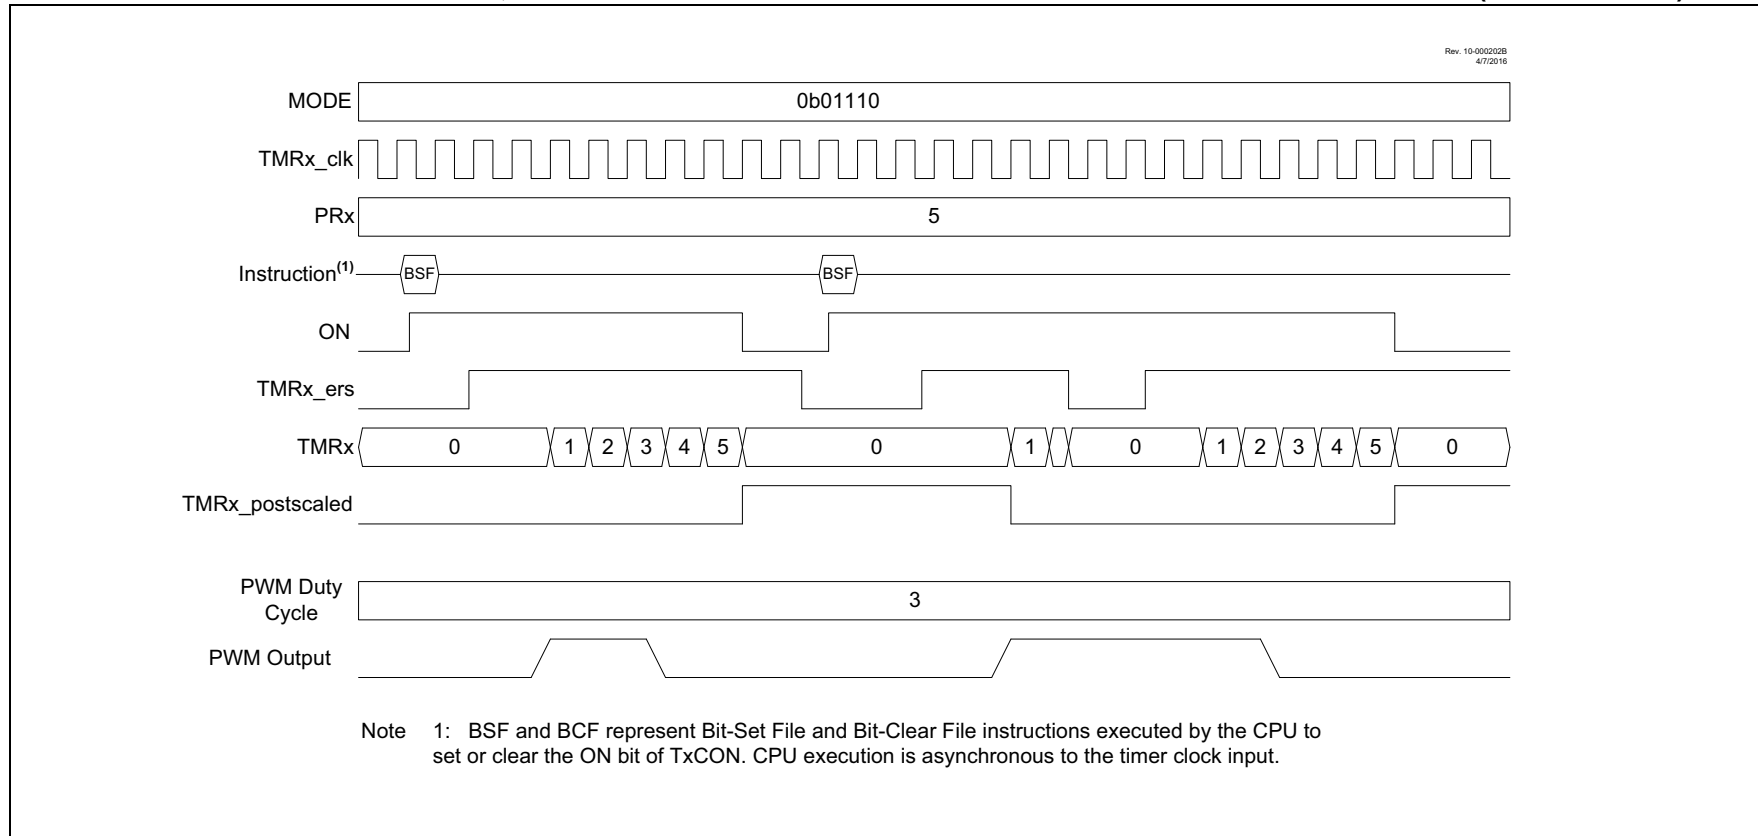 Rev. 10-000202B
4/7/2016
MODE 0b01110
TMRx_clk
PRx 5
Instruction(1) BSF BSF
ON
TMRx_ers
TMRx 0 1 2 3 4 5 0 1 0 1 2 3 4 5 0
TMRx_postscaled
PWM Duty
Cycle 3
PWM Output
Note 1: BSF and BCF represent Bit-Set File and Bit-Clear File instructions executed by the CPU to
set or clear the ON bit of TxCON. CPU execution is asynchronous to the timer clock input.